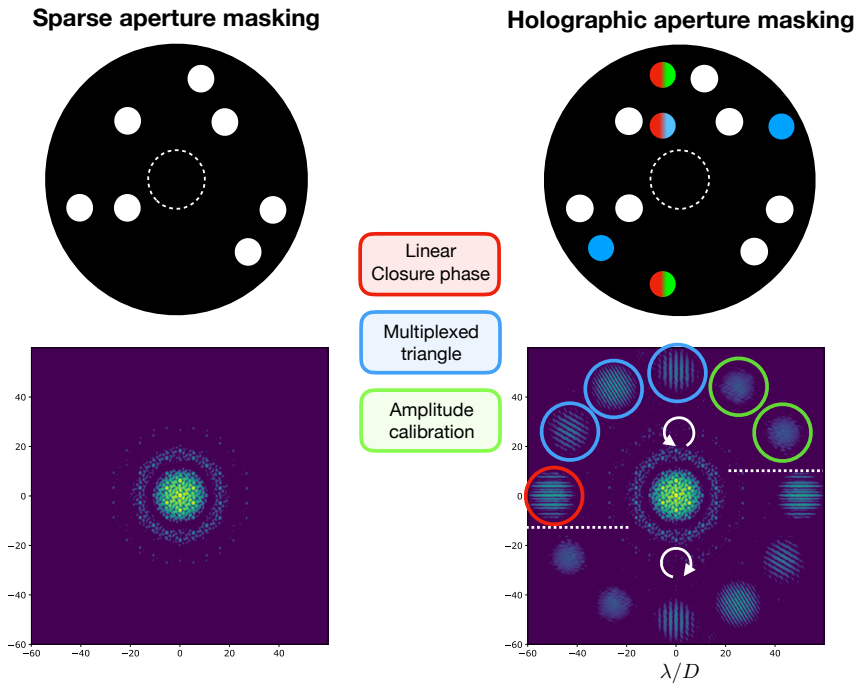 Sparse aperture masking
Holographic aperture masking
Linear
Closure phase
Multiplexed
triangle
Amplitude
calibration
40
20
0
−20
−40
−60
−60
−40
−20
0
20
40
40
20
0
−20
−40
−60
−60
−40
−20
0
20
40
λ/D